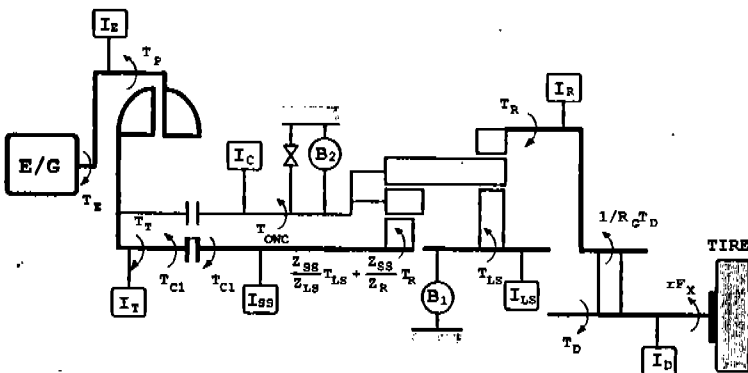 I_E
T_P
E/G
T_E
I_C
B_2
T_R
I_R
T_T
T_OWC
1/R_G T_D
TIRE
T_C1
T_C1
Z_SS/Z_LS T_LS + Z_SS/Z_R T_R
T_LS
I_T
I_SS
B_1
I_LS
T_D
rF_X
I_D